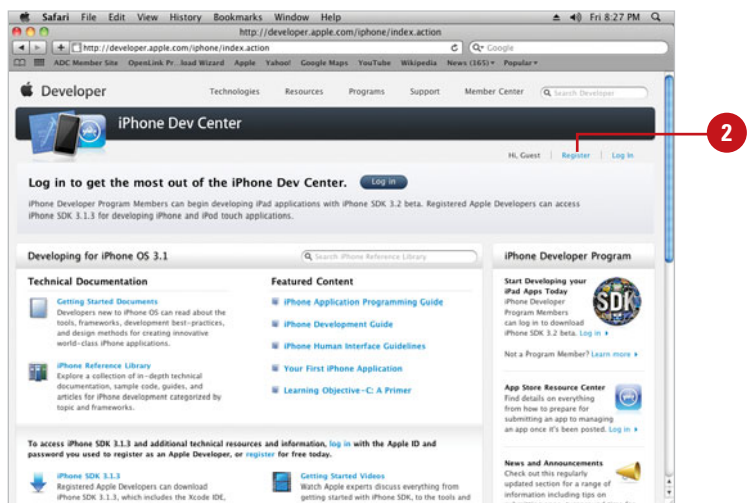 Safari File Edit View History Bookmarks Window Help Fri 8:27 PM
http://developer.apple.com/iphone/index.action
http://developer.apple.com/iphone/index.action Google
ADC Member Site OpenLink Pr...load Wizard Apple Yahoo! Google Maps YouTube Wikipedia News (165) Popular
Developer Technologies Resources Programs Support Member Center Search Developer
iPhone Dev Center
2
Hi, Guest | Register | Log In
Log in to get the most out of the iPhone Dev Center. Log in
iPhone Developer Program Members can begin developing iPad applications with iPhone SDK 3.2 beta. Registered Apple Developers can access
iPhone SDK 3.1.3 for developing iPhone and iPod touch applications.
Developing for iPhone OS 3.1 Search iPhone Reference Library
Technical Documentation
Getting Started Documents
Developers new to iPhone OS can read about the
tools, frameworks, development best-practices,
and design methods for creating innovative
world-class iPhone applications.
iPhone Reference Library
Explore a collection of in-depth technical
documentation, sample code, guides, and
articles for iPhone development categorized by
topic and frameworks.
Featured Content
iPhone Application Programming Guide
iPhone Development Guide
iPhone Human Interface Guidelines
Your First iPhone Application
Learning Objective-C: A Primer
To access iPhone SDK 3.1.3 and additional technical resources and information, log in with the Apple ID and
password you used to register as an Apple Developer, or register for free today.
iPhone SDK 3.1.3
Registered Apple Developers can download
iPhone SDK 3.1.3, which includes the Xcode IDE,
Getting Started Videos
Watch Apple experts discuss everything from
getting started with iPhone SDK, to the tools and
iPhone Developer Program
Start Developing your
iPad Apps Today
iPhone Developer
Program Members
can log in to download
iPhone SDK 3.2 beta. Log in
SDK
Not a Program Member? Learn more
App Store Resource Center
Find details on everything
from how to prepare for
submitting an app to managing
an app once it's been posted. Log in
News and Announcements
Check out this regularly
updated section for a range of
information including tips on